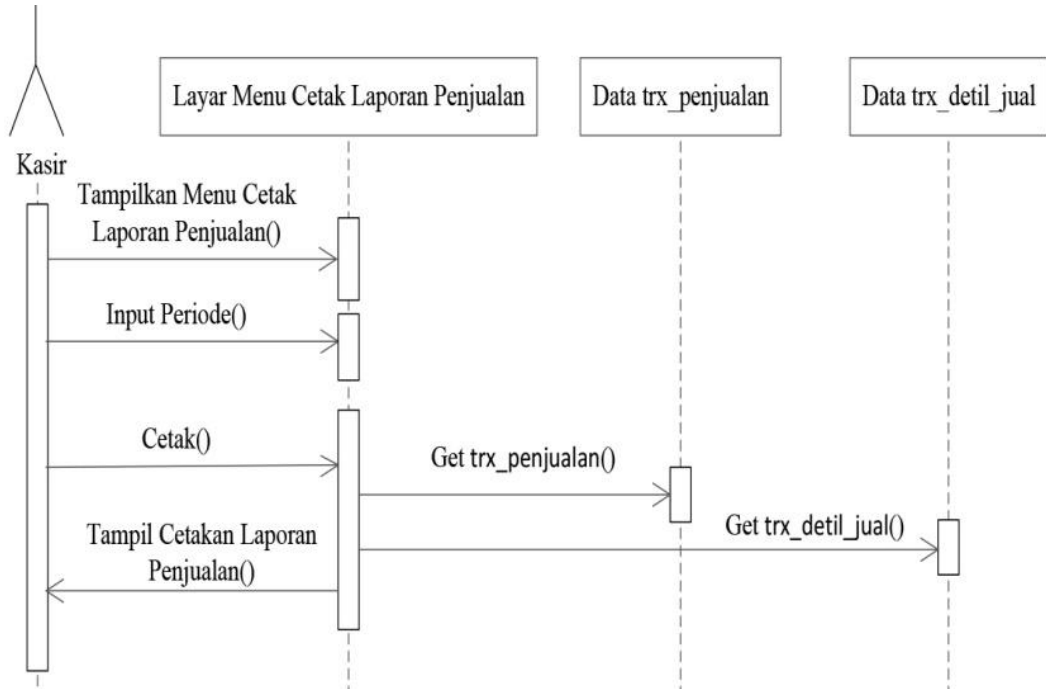 Layar Menu Cetak Laporan Penjualan
Data trx_penjualan
Data trx_detil_jual
Kasir
Tampilkan Menu Cetak
Laporan Penjualan()
Input Periode()
Cetak()
Get trx_penjualan()
Get trx_detil_jual()
Tampil Cetakan Laporan
Penjualan()